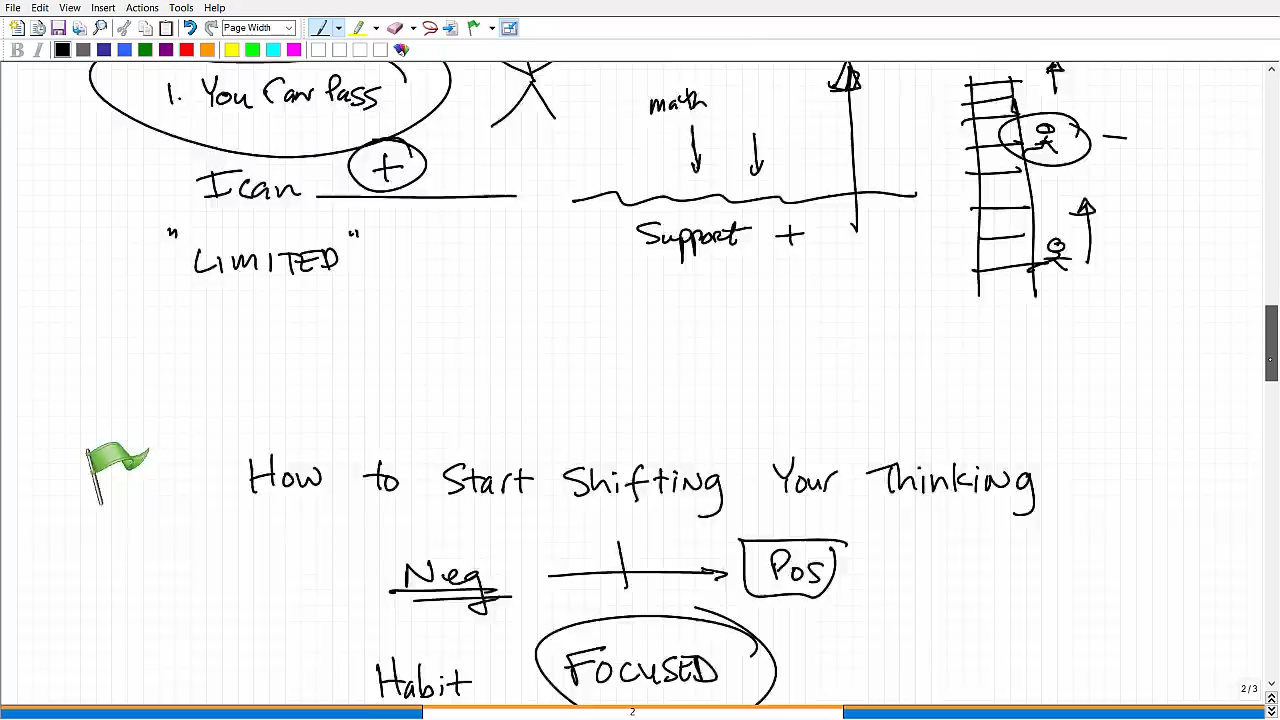 File Edit View Insert Actions Tools Help
Page Width
B I
1. You Can Pass
math
I can +
Support +
"LIMITED"
How to Start Shifting Your Thinking
Neg Pos
Habit FOCUSED
2/3
2